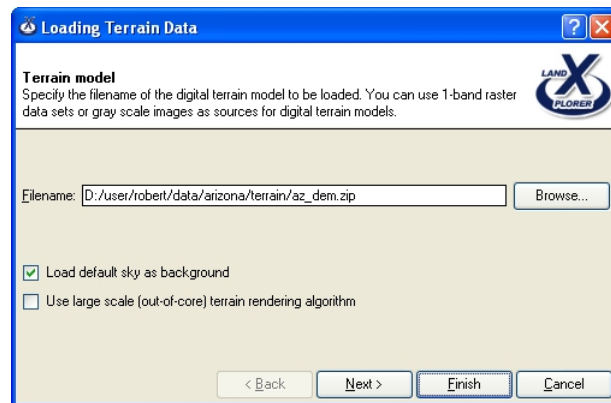 Loading Terrain Data
Terrain model
Specify the filename of the digital terrain model to be loaded. You can use 1-band raster
data sets or gray scale images as sources for digital terrain models.
LAND
X
PLORER
Filename: D:/user/robert/data/arizona/terrain/az_dem.zip Browse...
Load default sky as background
Use large scale (out-of-core) terrain rendering algorithm
< Back Next > Finish Cancel